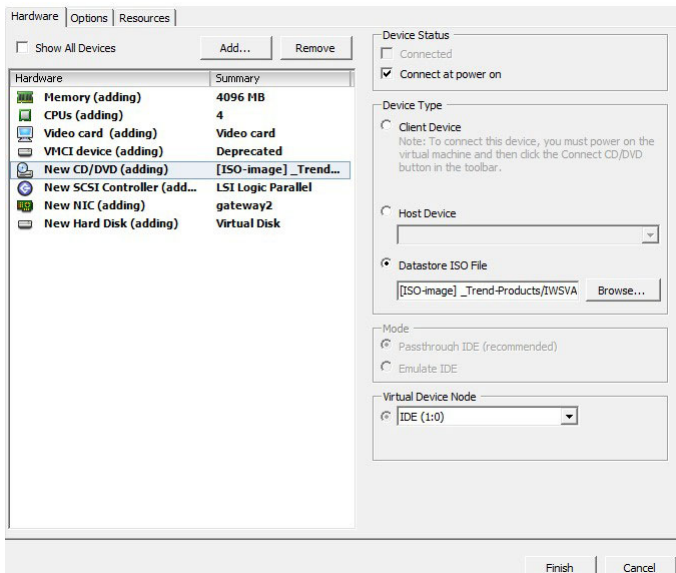 Hardware Options Resources
Show All Devices Add... Remove
Hardware Summary
Memory (adding) 4096 MB
CPUs (adding) 4
Video card (adding) Video card
VMCI device (adding) Deprecated
New CD/DVD (adding) [ISO-image] _Trend...
New SCSI Controller (add... LSI Logic Parallel
New NIC (adding) gateway2
New Hard Disk (adding) Virtual Disk
Device Status
Connected
Connect at power on
Device Type
Client Device
Note: To connect this device, you must power on the
virtual machine and then click the Connect CD/DVD
button in the toolbar.
Host Device
Datastore ISO File
[ISO-image] _Trend-Products/IWSVA Browse...
Mode
Passthrough IDE (recommended)
Emulate IDE
Virtual Device Node
IDE (1:0)
Finish Cancel